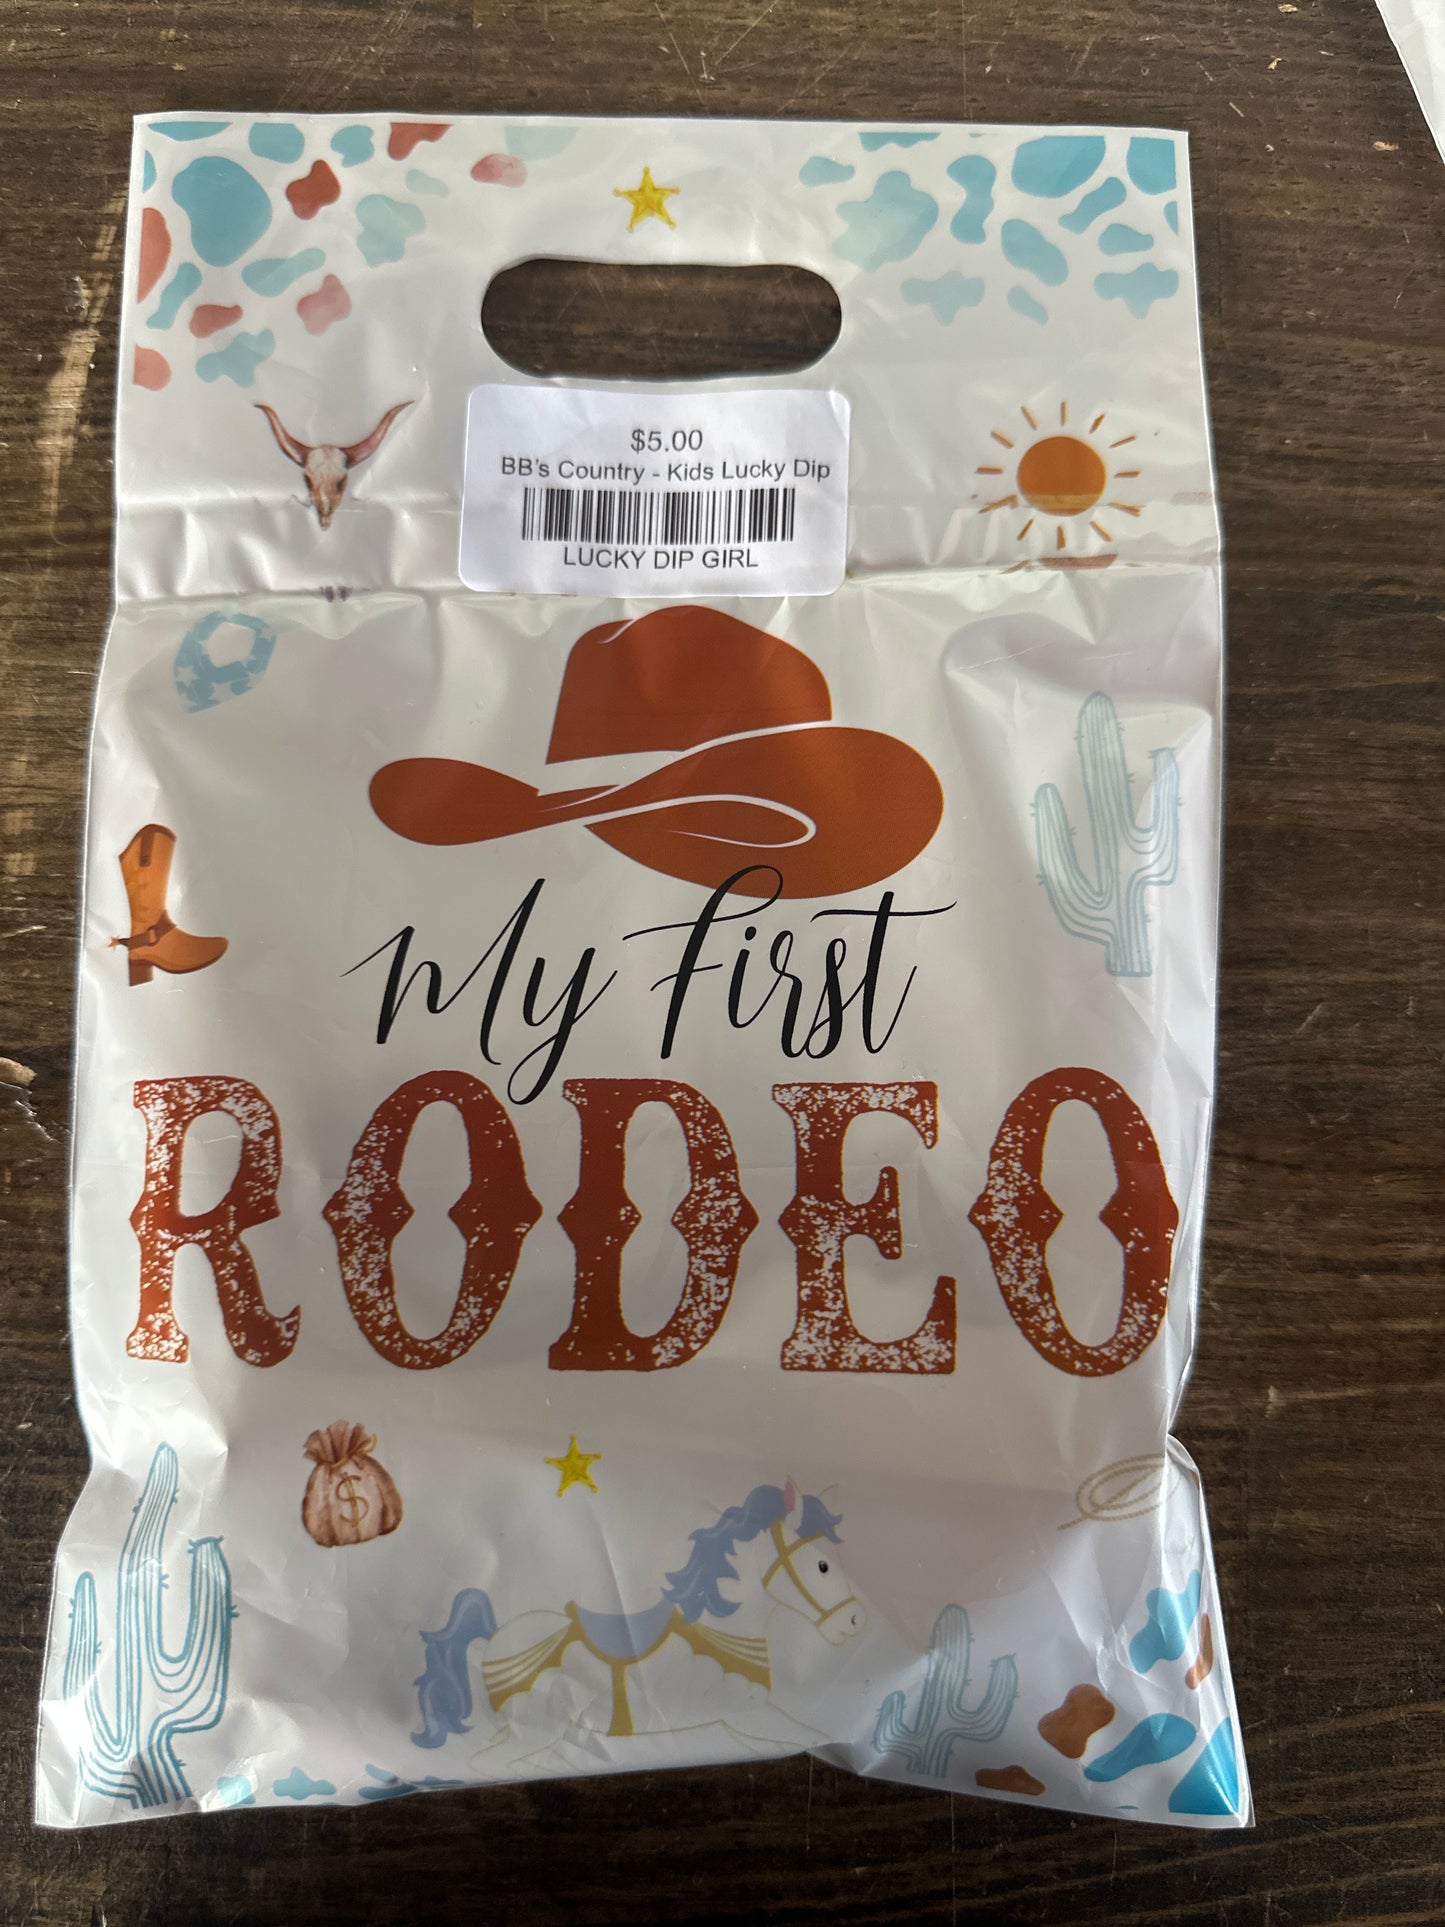 $5.00
BB's Country - Kids Lucky Dip
LUCKY DIP GIRL
My First
RODEO
$